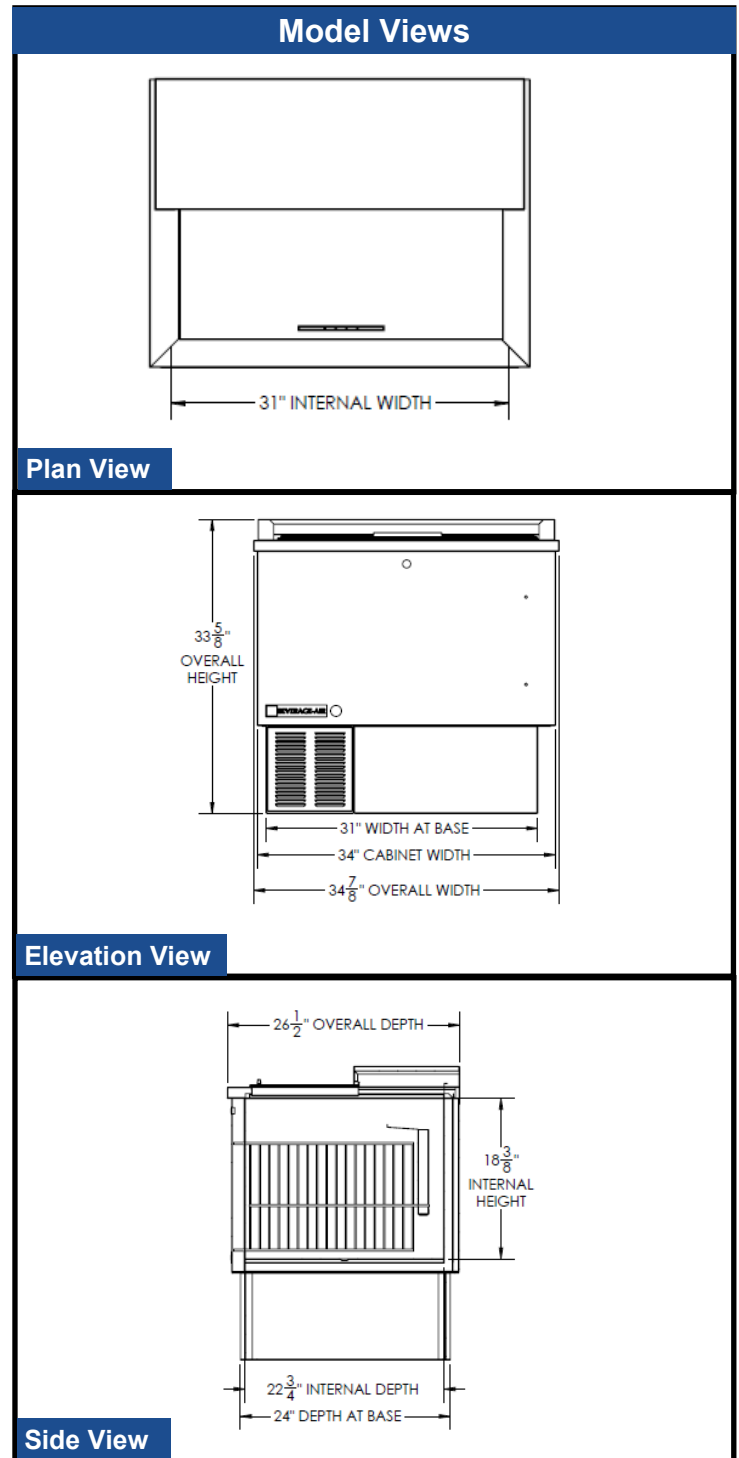 Model Views
31" INTERNAL WIDTH
Plan View
33 5/8"
OVERALL
HEIGHT
BEVERAGE-AIR
31" WIDTH AT BASE
34" CABINET WIDTH
34 7/8" OVERALL WIDTH
Elevation View
26 1/2" OVERALL DEPTH
18 3/8"
INTERNAL
HEIGHT
22 3/4" INTERNAL DEPTH
24" DEPTH AT BASE
Side View